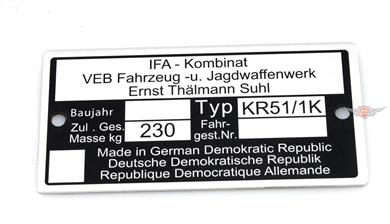 IFA - Kombinat
VEB Fahrzeug -u. Jagdwaffenwerk
Ernst Thälmann Suhl
Baujahr Typ KR51/1K
Zul . Ges. Masse kg 230 Fahr-
gest.Nr.
Made in German Democratic Republic
Deutsche Demokratische Republik
Republique Democratique Allemande